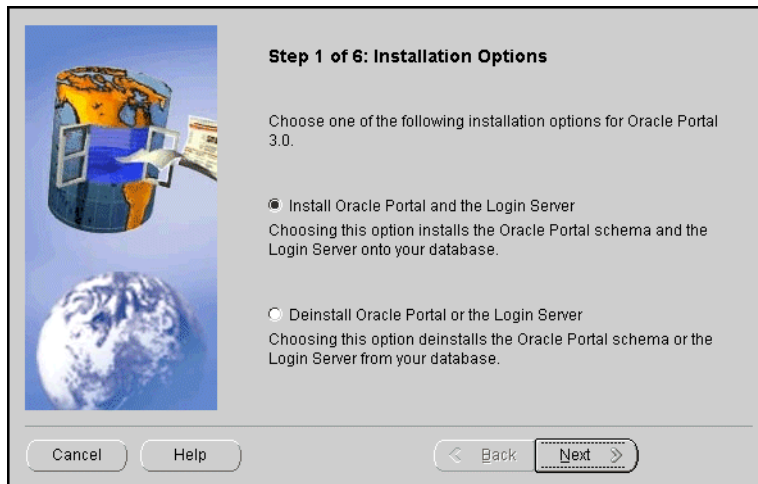 Step 1 of 6: Installation Options
Choose one of the following installation options for Oracle Portal
3.0.
Install Oracle Portal and the Login Server
Choosing this option installs the Oracle Portal schema and the
Login Server onto your database.
Deinstall Oracle Portal or the Login Server
Choosing this option deinstalls the Oracle Portal schema or the
Login Server from your database.
Cancel
Help
Back
Next